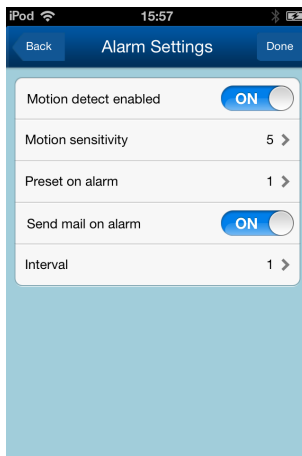 iPod 15:57
Back Alarm Settings Done
Motion detect enabled ON
Motion sensitivity 5
Preset on alarm 1
Send mail on alarm ON
Interval 1